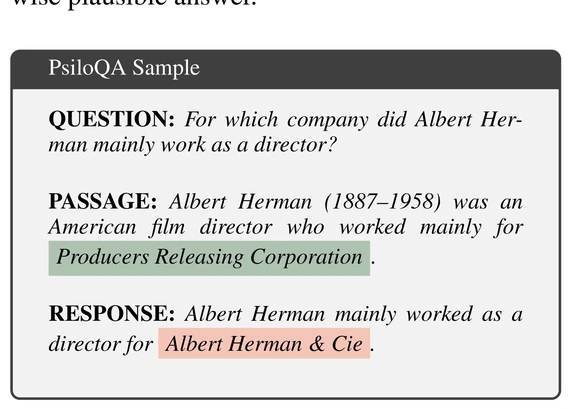 wise plausible answer.
PsiloQA Sample
QUESTION: For which company did Albert Her-
man mainly work as a director?
PASSAGE: Albert Herman (1887–1958) was an
American film director who worked mainly for
Producers Releasing Corporation .
RESPONSE: Albert Herman mainly worked as a
director for Albert Herman & Cie .